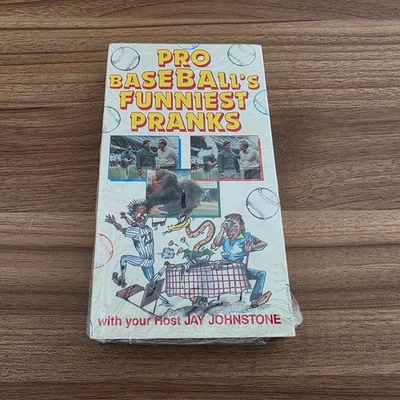 PRO
BASEBALL'S
FUNNIEST
PRANKS
with your Host JAY JOHNSTONE